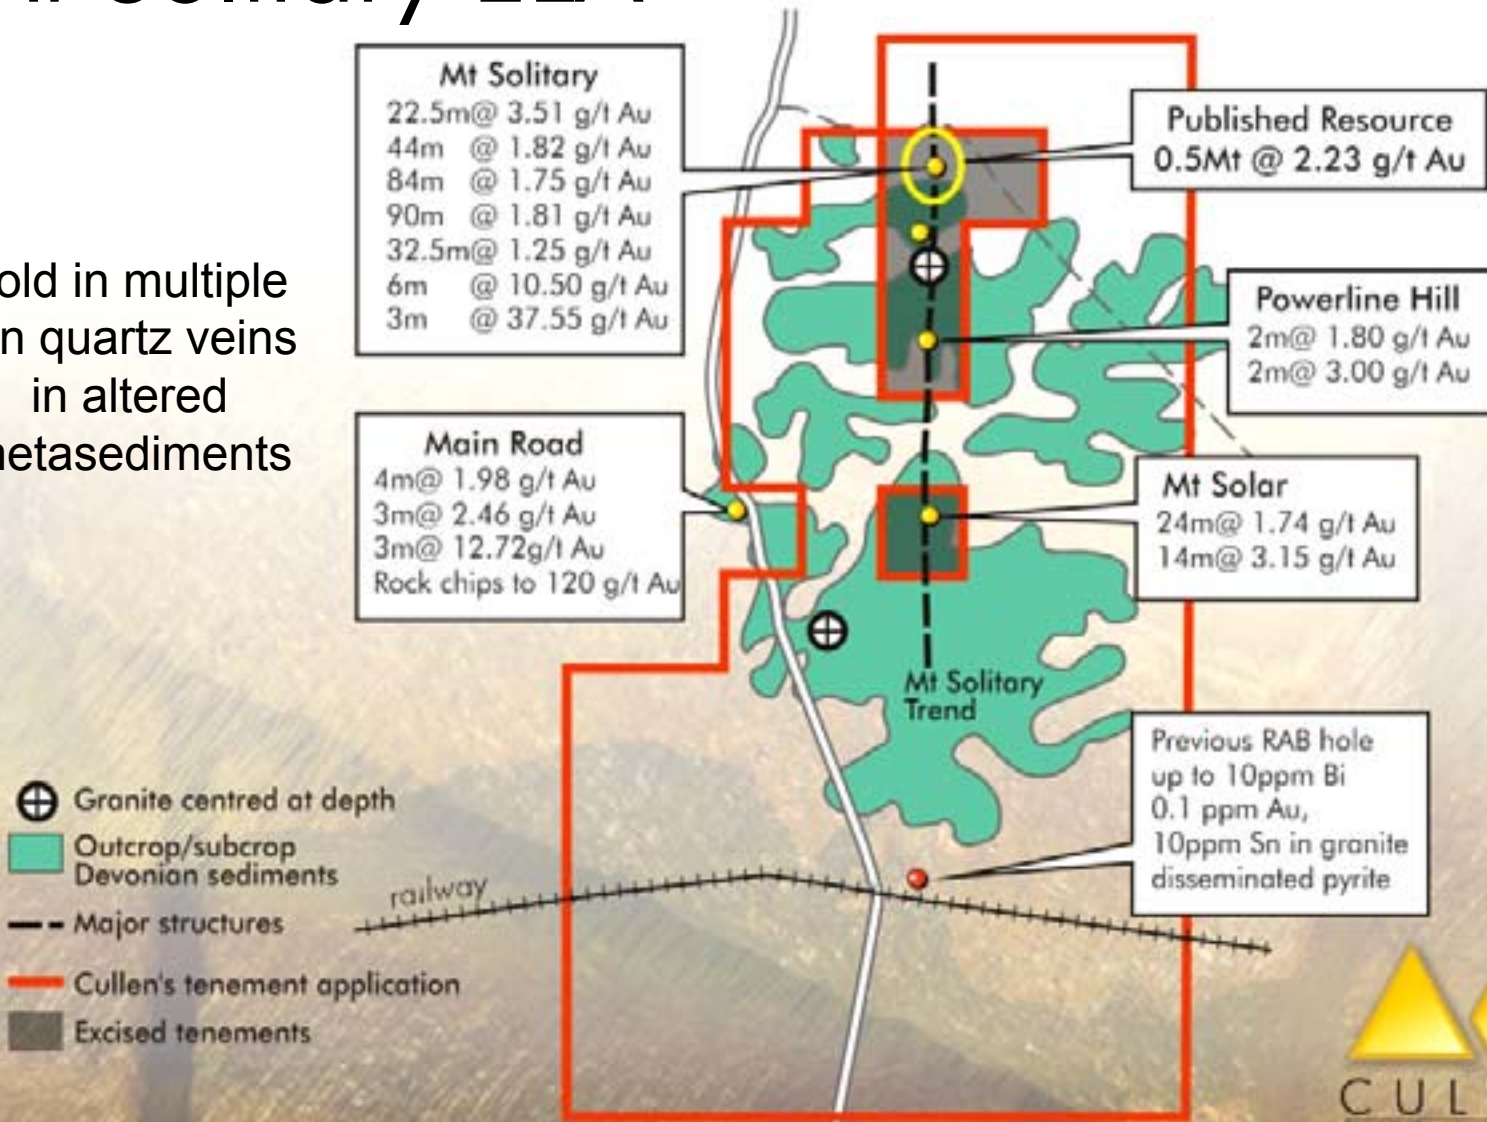 Solitary ELA
old in multiple
n quartz veins
in altered
etasediments
Mt Solitary
22.5m@ 3.51 g/t Au
44m @ 1.82 g/t Au
84m @ 1.75 g/t Au
90m @ 1.81 g/t Au
32.5m@ 1.25 g/t Au
6m @ 10.50 g/t Au
3m @ 37.55 g/t Au
Published Resource
0.5Mt @ 2.23 g/t Au
Powerline Hill
2m@ 1.80 g/t Au
2m@ 3.00 g/t Au
Main Road
4m@ 1.98 g/t Au
3m@ 2.46 g/t Au
3m@ 12.72g/t Au
Rock chips to 120 g/t Au
Mt Solar
24m@ 1.74 g/t Au
14m@ 3.15 g/t Au
Mt Solitary
Trend
Previous RAB hole
up to 10ppm Bi
0.1 ppm Au,
10ppm Sn in granite
disseminated pyrite
Granite centred at depth
Outcrop/subcrop
Devonian sediments
Major structures
Cullen's tenement application
Excised tenements
railway
CUL